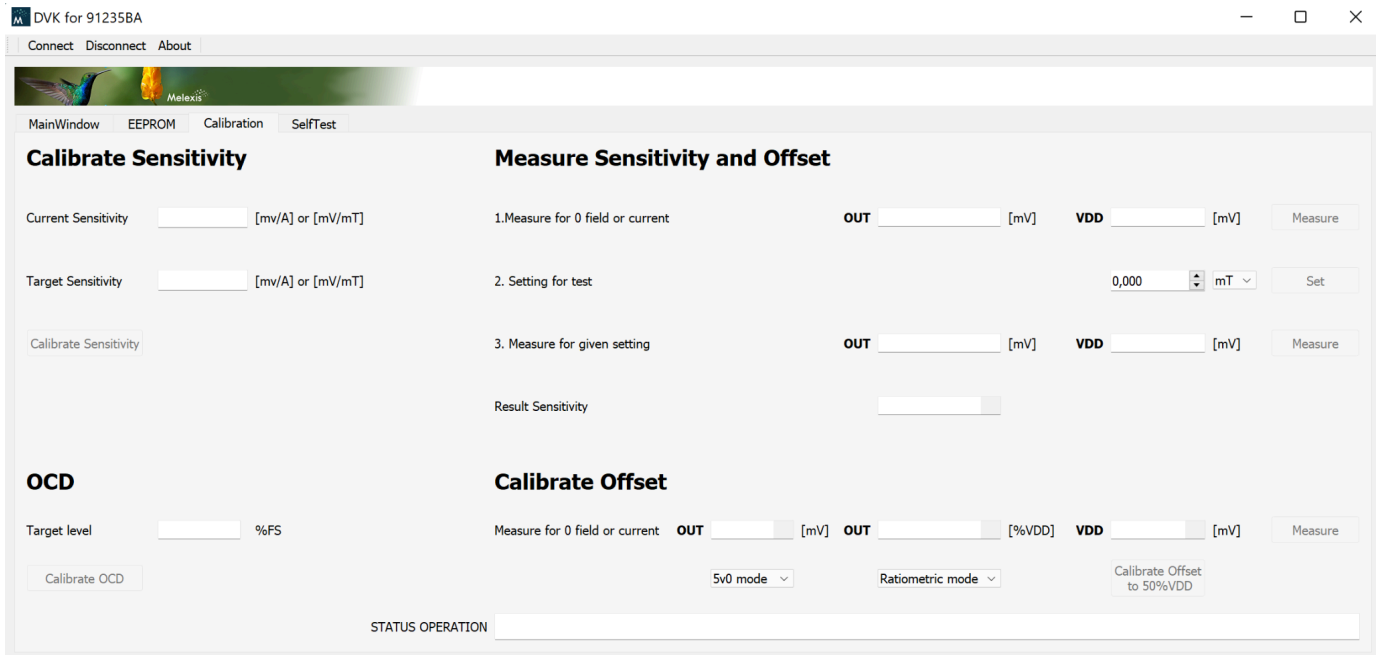 DVK for 91235BA
Connect Disconnect About
Melexis
MainWindow EEPROM Calibration SelfTest
Calibrate Sensitivity
Measure Sensitivity and Offset
Current Sensitivity [mv/A] or [mV/mT]
1.Measure for 0 field or current OUT [mV] VDD [mV] Measure
Target Sensitivity [mv/A] or [mV/mT]
2. Setting for test 0,000 mT Set
Calibrate Sensitivity
3. Measure for given setting OUT [mV] VDD [mV] Measure
Result Sensitivity
OCD
Calibrate Offset
Target level %FS
Measure for 0 field or current OUT [mV] OUT [%VDD] VDD [mV] Measure
Calibrate OCD
5v0 mode Ratiometric mode
Calibrate Offset
to 50%VDD
STATUS OPERATION